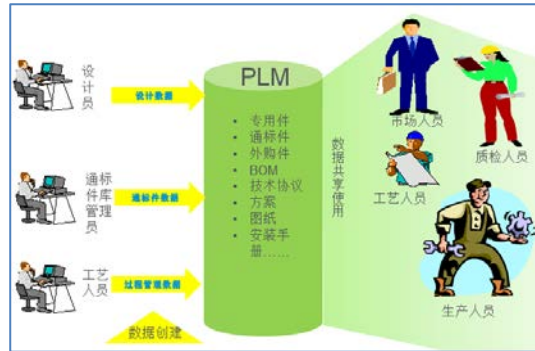 设计员
设计数据
通标件库管理员
通标件数据
工艺人员
过程管理数据
数据创建
PLM
• 专用件
• 通标件
• 外购件
• BOM
• 技术协议
• 方案
• 图纸
• 安装手
册……
数据共享使用
市场人员
质检人员
工艺人员
生产人员